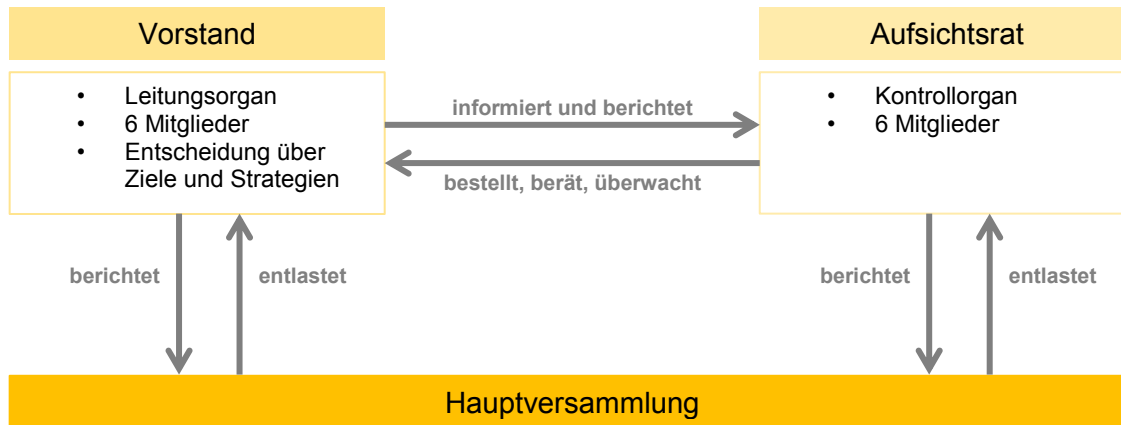 Vorstand
Aufsichtsrat
• Leitungsorgan
• 6 Mitglieder
• Entscheidung über
Ziele und Strategien
informiert und berichtet
bestellt, berät, überwacht
• Kontrollorgan
• 6 Mitglieder
berichtet
entlastet
berichtet
entlastet
Hauptversammlung